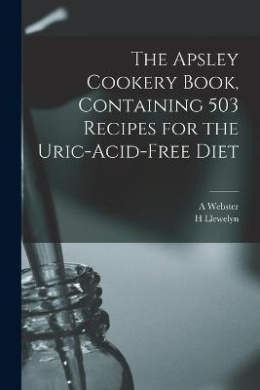 The Apsley
Cookery Book,
Containing 503
Recipes for the
Uric-Acid-Free Diet
A Webster
H Llewelyn